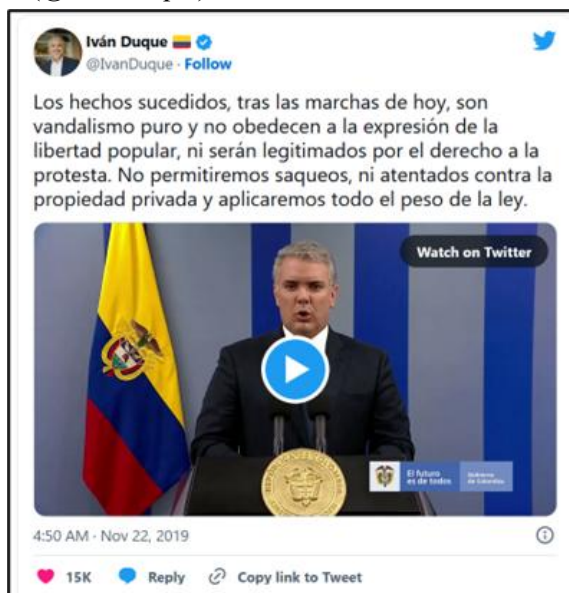 Iván Duque
@IvanDuque · Follow
Los hechos sucedidos, tras las marchas de hoy, son
vandalismo puro y no obedecen a la expresión de la
libertad popular, ni serán legitimados por el derecho a la
protesta. No permitiremos saqueos, ni atentados contra la
propiedad privada y aplicaremos todo el peso de la ley.
Watch on Twitter
El futuro
es de todos
Gobierno
de Colombia
4:50 AM · Nov 22, 2019
15K Reply Copy link to Tweet